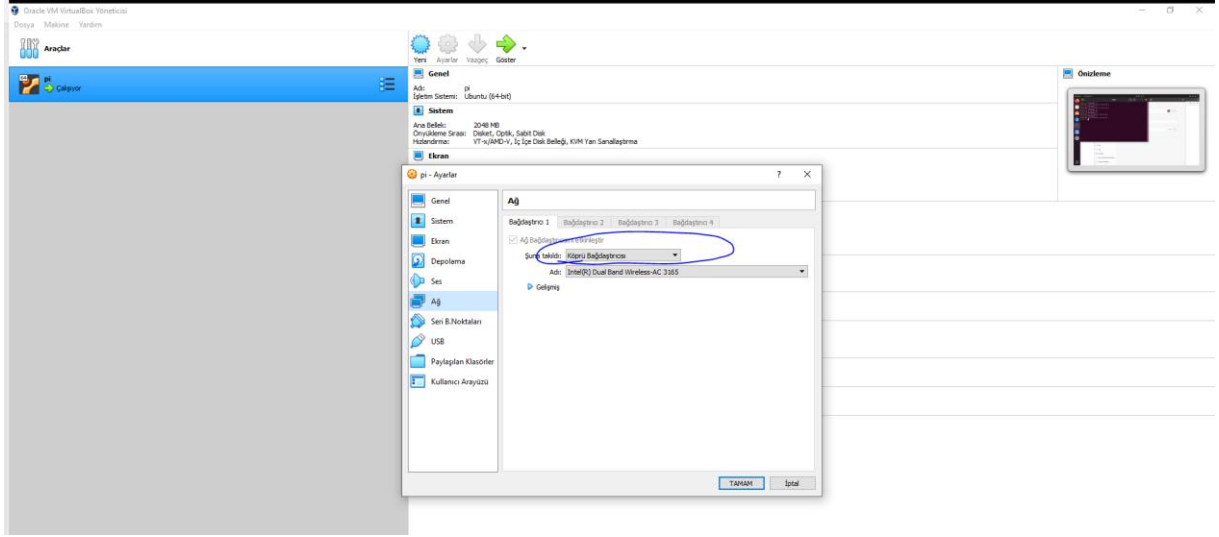 Oracle VM VirtualBox Yöneticisi
Dosya Makine Yardım
Araçlar
pi
Çalışıyor
Yeni Ayarlar Vazgeç Göster
Genel
Adı: pi
İşletim Sistemi: Ubuntu (64-bit)
Sistem
Ana Bellek: 2048 MB
Önyükleme Sırası: Disket, Optik, Sabit Disk
Hızlandırma: VT-x/AMD-V, İç İçe Disk Belleği, KVM Yarı Sanallaştırma
Ekran
Önizleme
pi - Ayarlar
Genel
Sistem
Ekran
Depolama
Ses
Ağ
Seri B.Noktaları
USB
Paylaşılan Klasörler
Kullanıcı Arayüzü
Ağ
Bağdaştırıcı 1 Bağdaştırıcı 2 Bağdaştırıcı 3 Bağdaştırıcı 4
Ağ Bağdaştırıcısını Etkinleştir
Şuna takıldı: Köprü Bağdaştırıcısı
Adı: Intel(R) Dual Band Wireless-AC 3165
Gelişmiş
TAMAM İptal